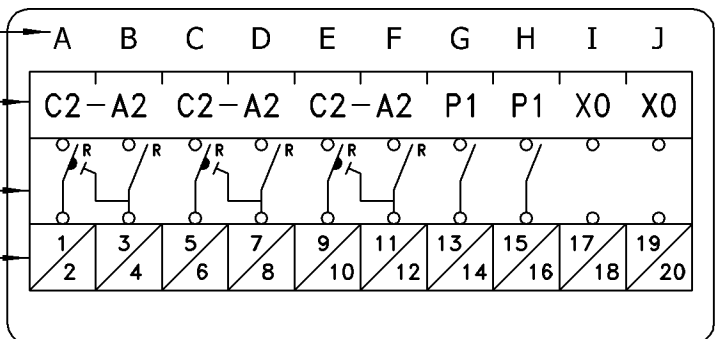 A B C D E F G H I J
C2-A2 C2-A2 C2-A2 P1 P1 X0 X0
R R R R R R
1 3 5 7 9 11 13 15 17 19
2 4 6 8 10 12 14 16 18 20